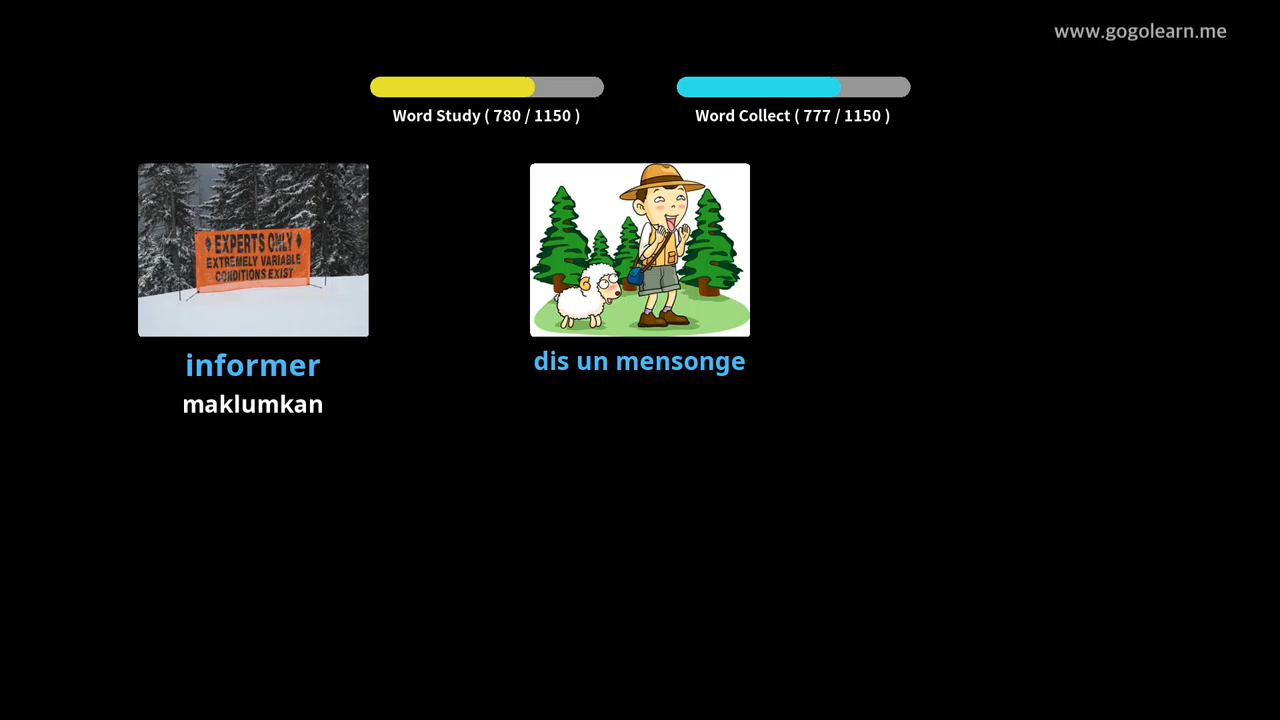 www.gogolearn.me
Word Study ( 780 / 1150 )
Word Collect ( 777 / 1150 )
EXPERTS ONLY
EXTREMELY VARIABLE
CONDITIONS EXIST
informer
maklumkan
dis un mensonge